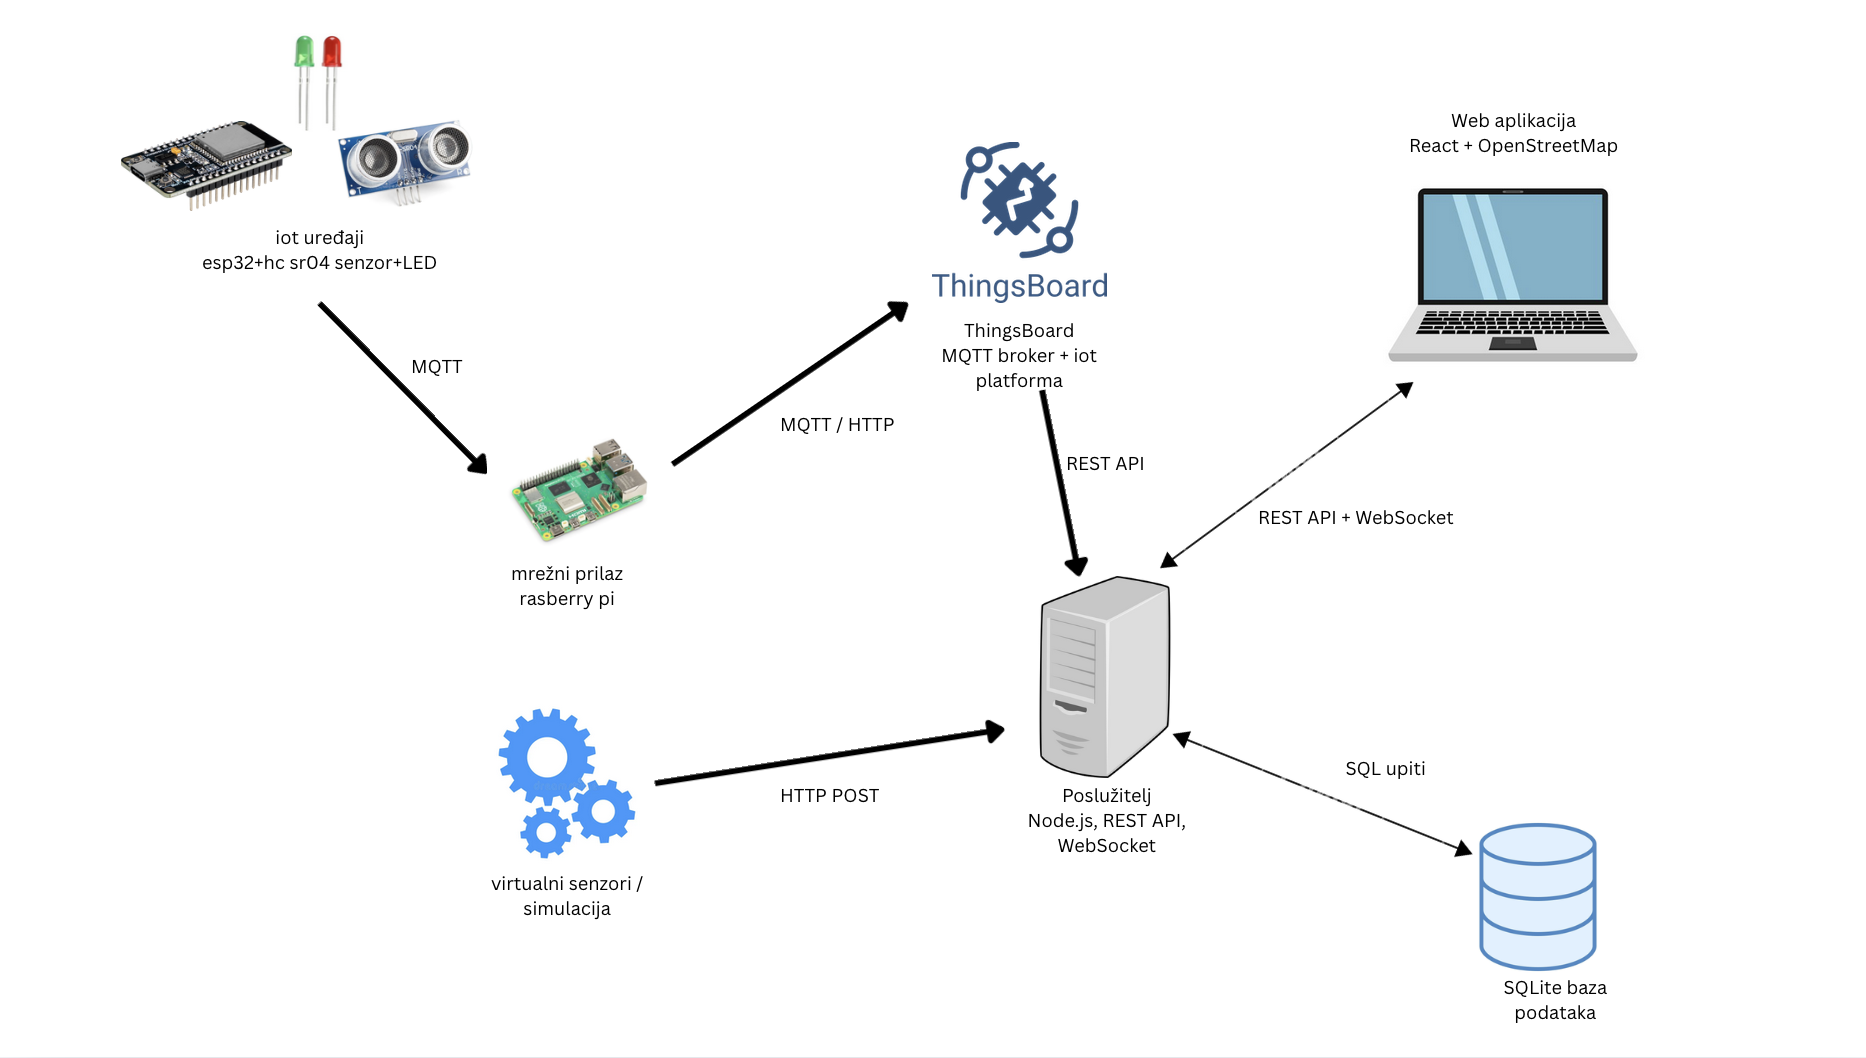 iot uređaji
esp32+hc sr04 senzor+LED
MQTT
mrežni prilaz
rasberry pi
MQTT / HTTP
ThingsBoard
ThingsBoard
MQTT broker + iot
platforma
REST API
Web aplikacija
React + OpenStreetMap
REST API + WebSocket
virtualni senzori /
simulacija
HTTP POST
Poslužitelj
Node.js, REST API,
WebSocket
SQL upiti
SQLite baza
podataka